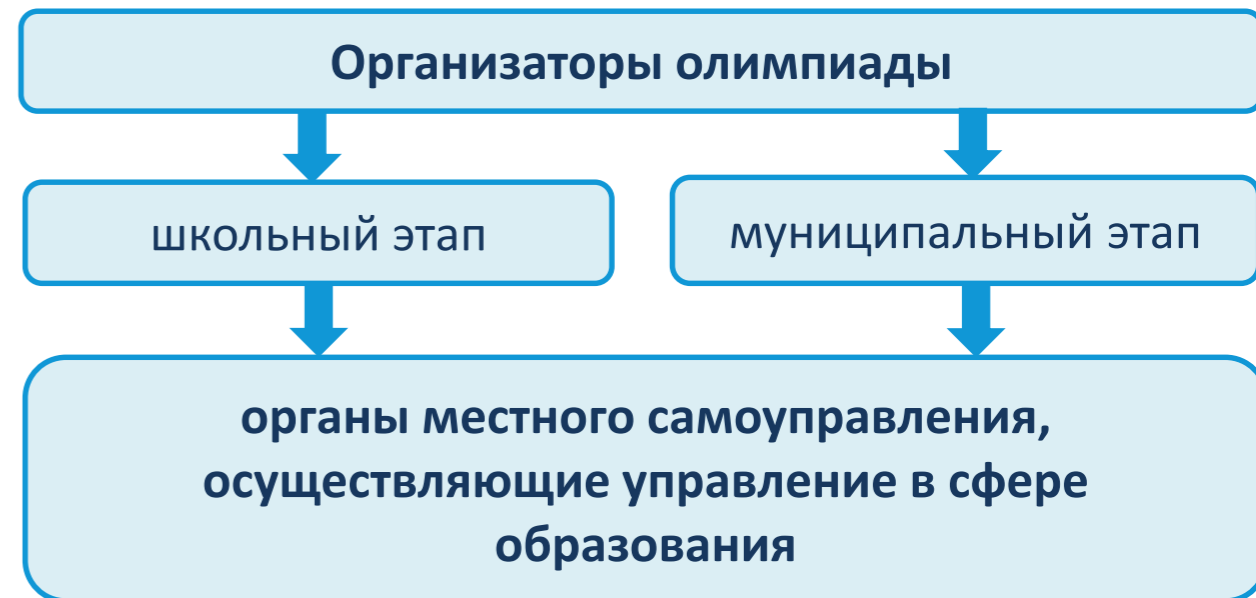 Организаторы олимпиады
школьный этап
муниципальный этап
органы местного самоуправления,
осуществляющие управление в сфере
образования